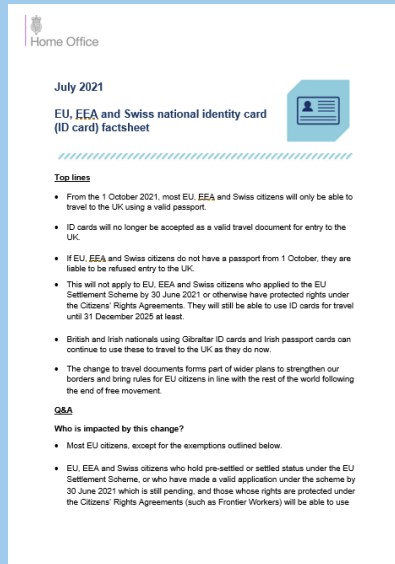 Home Office
July 2021
EU, EEA and Swiss national identity card
(ID card) factsheet
Top lines
• From the 1 October 2021, most EU, EEA and Swiss citizens will only be able to
travel to the UK using a valid passport.
• ID cards will no longer be accepted as a valid travel document for entry to the
UK.
• If EU, EEA and Swiss citizens do not have a passport from 1 October, they are
liable to be refused entry to the UK.
• This will not apply to EU, EEA and Swiss citizens who applied to the EU
Settlement Scheme by 30 June 2021 or otherwise have protected rights under
the Citizens' Rights Agreements. They will still be able to use ID cards for travel
until 31 December 2025 at least.
• British and Irish nationals using Gibraltar ID cards and Irish passport cards can
continue to use these to travel to the UK as they do now.
• The change to travel documents forms part of wider plans to strengthen our
borders and bring rules for EU citizens in line with the rest of the world following
the end of free movement.
Q&A
Who is impacted by this change?
• Most EU citizens, except for the exemptions outlined below.
• EU, EEA and Swiss citizens who hold pre-settled or settled status under the EU
Settlement Scheme, or who have made a valid application under the scheme by
30 June 2021 which is still pending, and those whose rights are protected under
the Citizens' Rights Agreements (such as Frontier Workers) will be able to use